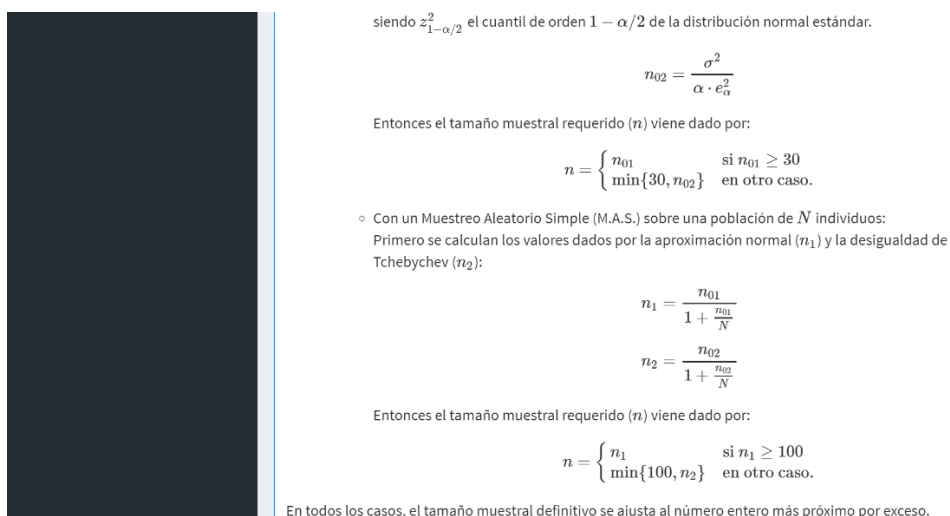 siendo $z^2_{1-\alpha/2}$ el cuantil de orden $1 - \alpha/2$ de la distribución normal estándar.
$n_{02} = \frac{\sigma^2}{\alpha \cdot e^2_\alpha}$
Entonces el tamaño muestral requerido ($n$) viene dado por:
$n = \begin{cases} n_{01} & \text{si } n_{01} \geq 30 \\ \min\{30, n_{02}\} & \text{en otro caso.} \end{cases}$
◦ Con un Muestreo Aleatorio Simple (M.A.S.) sobre una población de $N$ individuos:
Primero se calculan los valores dados por la aproximación normal ($n_1$) y la desigualdad de
Tchebychev ($n_2$):
$n_1 = \frac{n_{01}}{1 + \frac{n_{01}}{N}}$
$n_2 = \frac{n_{02}}{1 + \frac{n_{02}}{N}}$
Entonces el tamaño muestral requerido ($n$) viene dado por:
$n = \begin{cases} n_1 & \text{si } n_1 \geq 100 \\ \min\{100, n_2\} & \text{en otro caso.} \end{cases}$
En todos los casos, el tamaño muestral definitivo se ajusta al número entero más próximo por exceso.